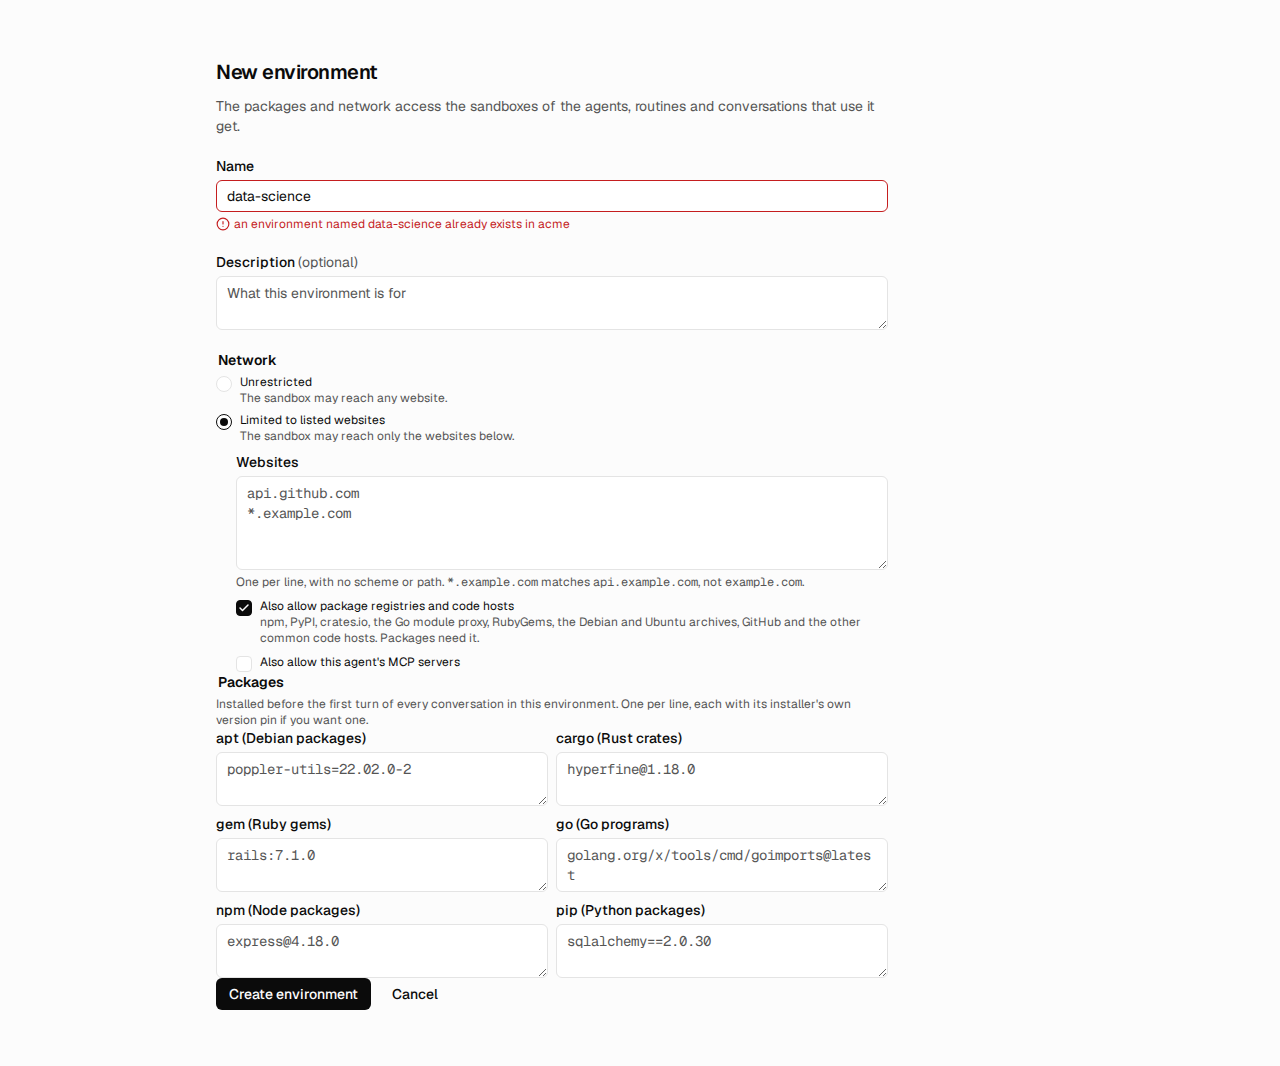 New environment
The packages and network access the sandboxes of the agents, routines and conversations that use it
get.
Name
data-science
an environment named data-science already exists in acme
Description (optional)
What this environment is for
Network
Unrestricted
The sandbox may reach any website.
Limited to listed websites
The sandbox may reach only the websites below.
Websites
api.github.com
*.example.com
One per line, with no scheme or path. *.example.com matches api.example.com, not example.com.
Also allow package registries and code hosts
npm, PyPI, crates.io, the Go module proxy, RubyGems, the Debian and Ubuntu archives, GitHub and the other
common code hosts. Packages need it.
Also allow this agent's MCP servers
Packages
Installed before the first turn of every conversation in this environment. One per line, each with its installer's own
version pin if you want one.
apt (Debian packages)
poppler-utils=22.02.0-2
cargo (Rust crates)
hyperfine@1.18.0
gem (Ruby gems)
rails:7.1.0
go (Go programs)
golang.org/x/tools/cmd/goimports@lates
t
npm (Node packages)
express@4.18.0
pip (Python packages)
sqlalchemy==2.0.30
Create environment
Cancel